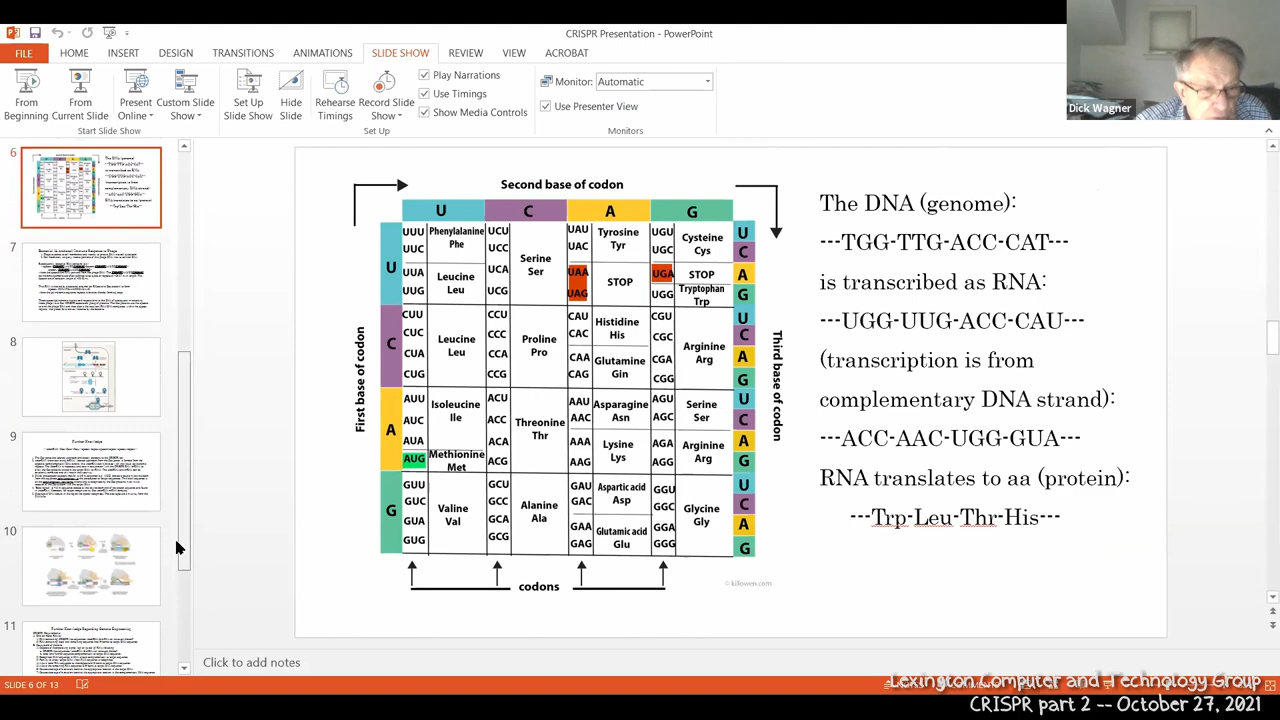 CRISPR Presentation - PowerPoint
FILE HOME INSERT DESIGN TRANSITIONS ANIMATIONS SLIDE SHOW REVIEW VIEW ACROBAT
From Beginning
From Current Slide
Present Online
Custom Slide Show
Set Up Slide Show
Hide Slide
Rehearse Timings
Record Slide Show
Play Narrations
Use Timings
Show Media Controls
Monitor: Automatic
Use Presenter View
Start Slide Show
Set Up
Monitors
Dick Wagner
6
7
8
9
10
11
Second base of codon
U C A G
First base of codon
Third base of codon
U
UUU
UUC
Phenylalanine
Phe
UUA
UUG
Leucine
Leu
UCU
UCC
UCA
UCG
Serine
Ser
UAU
UAC
Tyrosine
Tyr
UAA
UAG
STOP
UGU
UGC
Cysteine
Cys
UGA
STOP
UGG
Tryptophan
Trp
U
C
A
G
C
CUU
CUC
CUA
CUG
Leucine
Leu
CCU
CCC
CCA
CCG
Proline
Pro
CAU
CAC
Histidine
His
CAA
CAG
Glutamine
Gin
CGU
CGC
CGA
CGG
Arginine
Arg
U
C
A
G
A
AUU
AUC
AUA
Isoleucine
Ile
AUG
Methionine
Met
ACU
ACC
ACA
ACG
Threonine
Thr
AAU
AAC
Asparagine
Asn
AAA
AAG
Lysine
Lys
AGU
AGC
Serine
Ser
AGA
AGG
Arginine
Arg
U
C
A
G
G
GUU
GUC
GUA
GUG
Valine
Val
GCU
GCC
GCA
GCG
Alanine
Ala
GAU
GAC
Aspartic acid
Asp
GAA
GAG
Glutamic acid
Glu
GGU
GGC
GGA
GGG
Glycine
Gly
U
C
A
G
codons
© killowen.com
The DNA (genome):
---TGG-TTG-ACC-CAT---
is transcribed as RNA:
---UGG-UUG-ACC-CAU---
(transcription is from
complementary DNA strand):
---ACC-AAC-UGG-GUA---
RNA translates to aa (protein):
---Trp-Leu-Thr-His---
Click to add notes
SLIDE 6 OF 13
Lexington Computer and Technology Group
CRISPR part 2 -- October 27, 2021